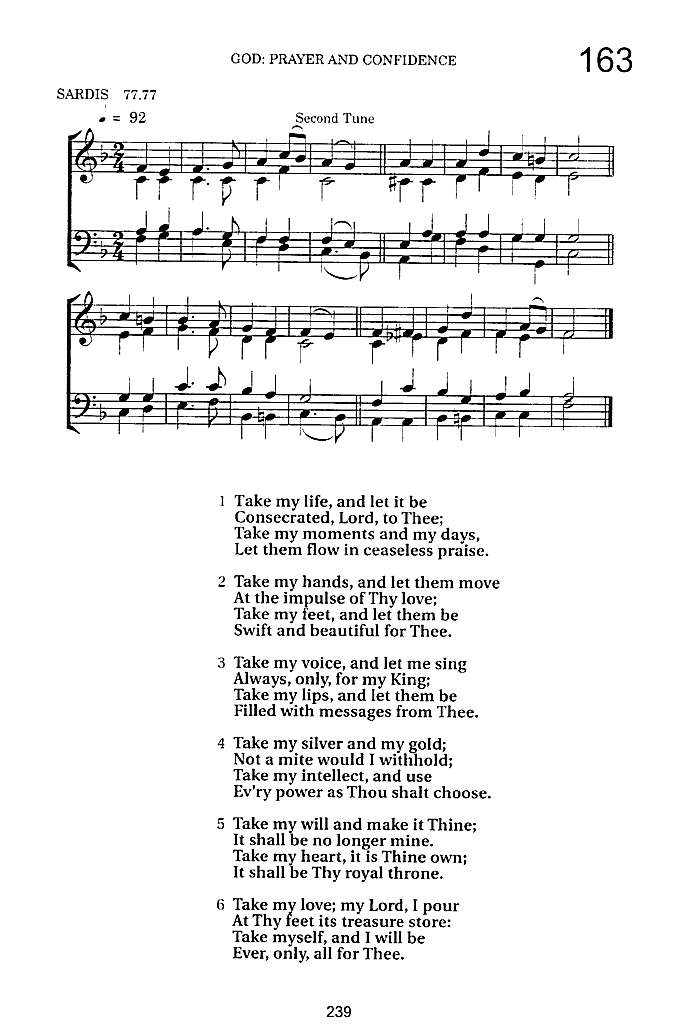 GOD: PRAYER AND CONFIDENCE
163
SARDIS 77.77
♩ = 92
Second Tune
1 Take my life, and let it be
Consecrated, Lord, to Thee;
Take my moments and my days,
Let them flow in ceaseless praise.
2 Take my hands, and let them move
At the impulse of Thy love;
Take my feet, and let them be
Swift and beautiful for Thee.
3 Take my voice, and let me sing
Always, only, for my King;
Take my lips, and let them be
Filled with messages from Thee.
4 Take my silver and my gold;
Not a mite would I withhold;
Take my intellect, and use
Ev'ry power as Thou shalt choose.
5 Take my will and make it Thine;
It shall be no longer mine.
Take my heart, it is Thine own;
It shall be Thy royal throne.
6 Take my love; my Lord, I pour
At Thy feet its treasure store:
Take myself, and I will be
Ever, only, all for Thee.
239